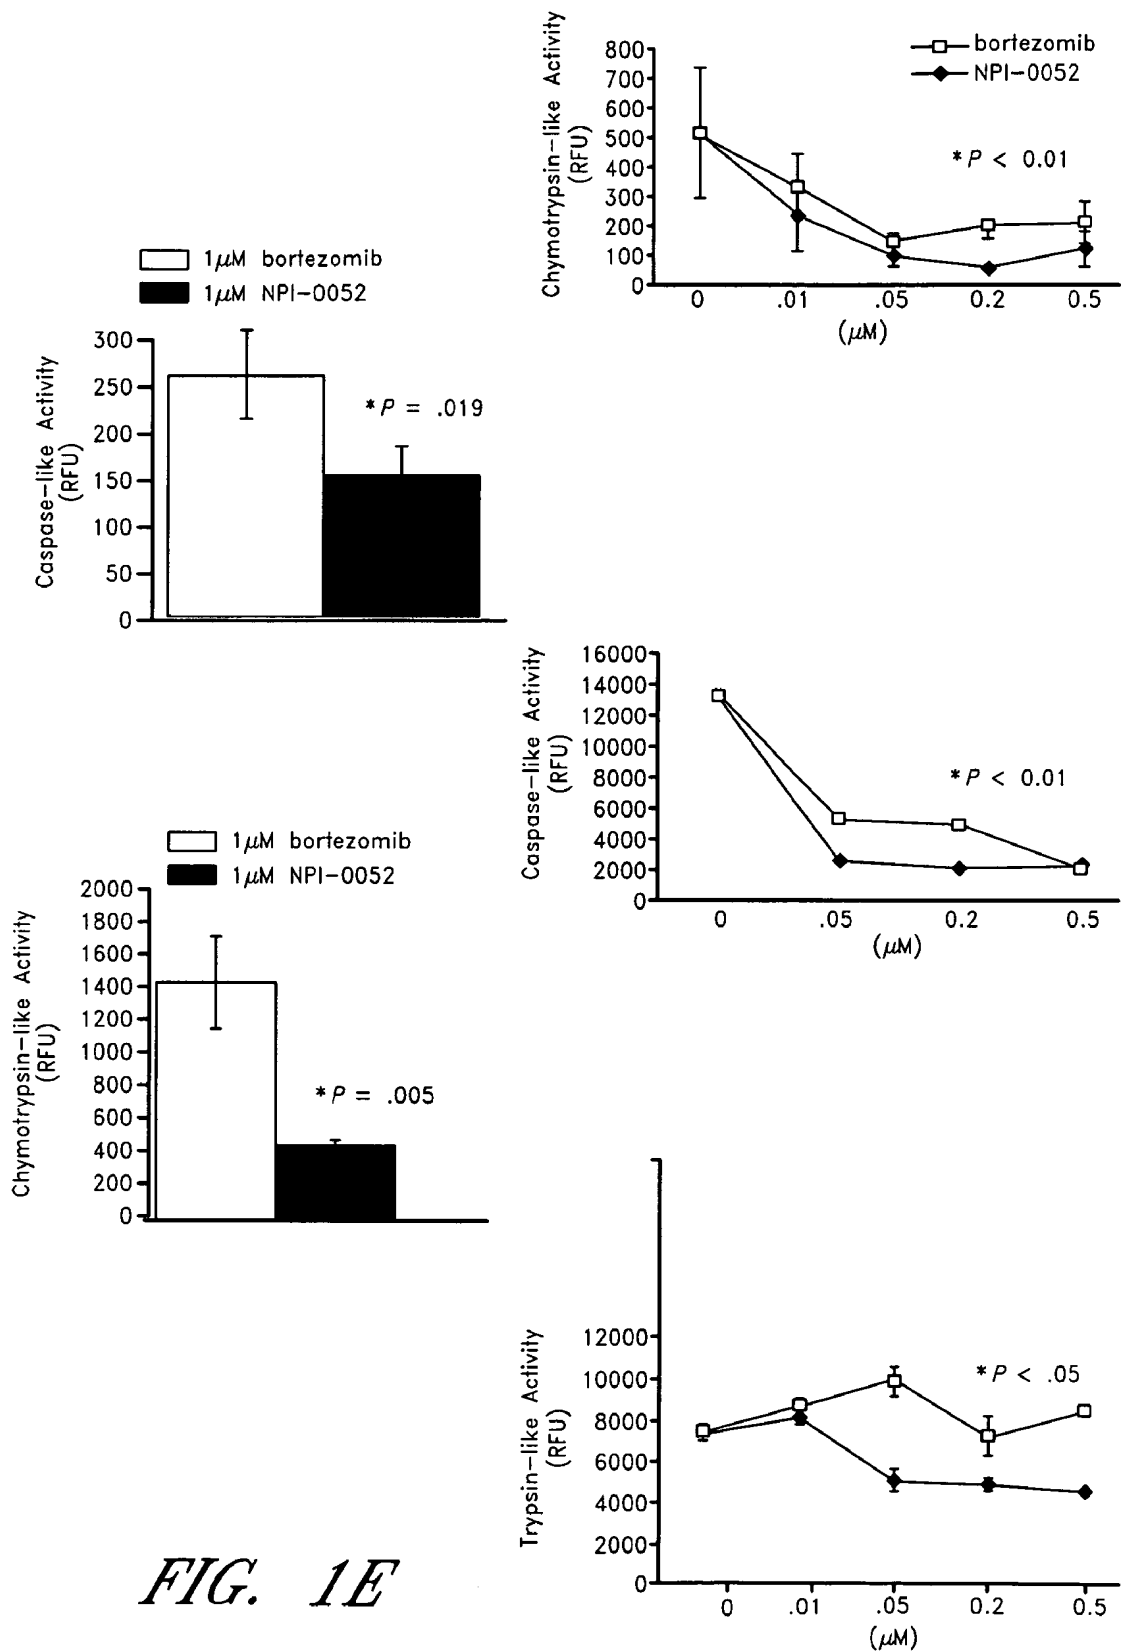 bortezomib
NPI-0052
Chymotrypsin-like Activity
(RFU)
800
700
600
500
400
300
200
100
0
*P < 0.01
0 .01 .05 0.2 0.5
(μM)
1μM bortezomib
1μM NPI-0052
Caspase-like Activity
(RFU)
300
250
200
150
100
50
0
*P = .019
Caspase-like Activity
(RFU)
16000
14000
12000
10000
8000
6000
4000
2000
0
*P < 0.01
0 .05 0.2 0.5
(μM)
1μM bortezomib
1μM NPI-0052
Chymotrypsin-like Activity
(RFU)
2000
1800
1600
1400
1200
1000
800
600
400
200
0
*P = .005
Trypsin-like Activity
(RFU)
12000
10000
8000
6000
4000
2000
0
*P < .05
0 .01 .05 0.2 0.5
(μM)
FIG. 1E